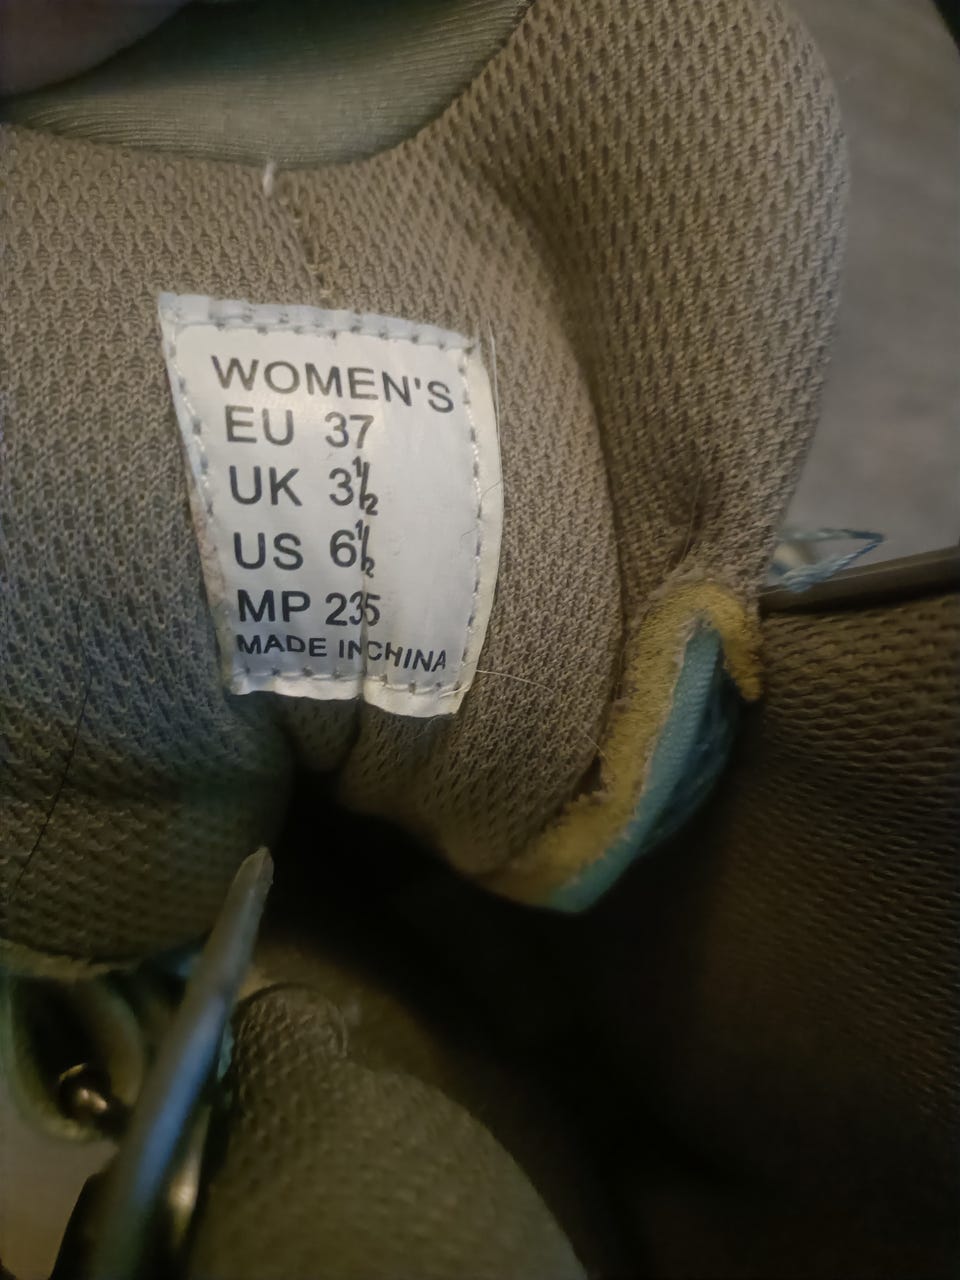 WOMEN'S
EU 37
UK 3½
US 6½
MP 235
MADE IN CHINA